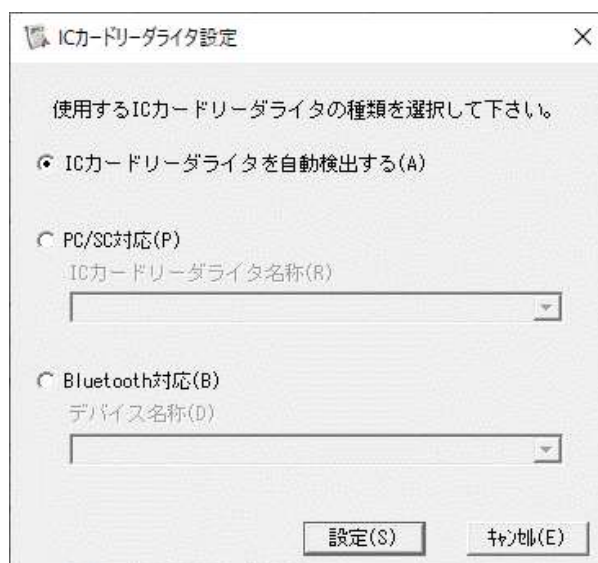 ICカードリーダライタ設定
使用するICカードリーダライタの種類を選択して下さい。
ICカードリーダライタを自動検出する(A)
PC/SC対応(P)
ICカードリーダライタ名称(R)
Bluetooth対応(B)
デバイス名称(D)
設定(S)
ｷｬﾝｾﾙ(E)